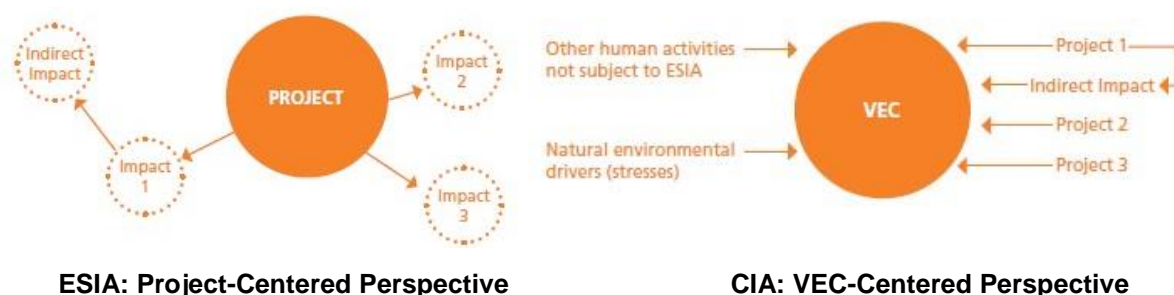 Indirect
Impact
PROJECT
Impact
2
Impact
1
Impact
3
ESIA: Project-Centered Perspective
Other human activities
not subject to ESIA
Natural environmental
drivers (stresses)
VEC
Project 1
Indirect Impact
Project 2
Project 3
CIA: VEC-Centered Perspective